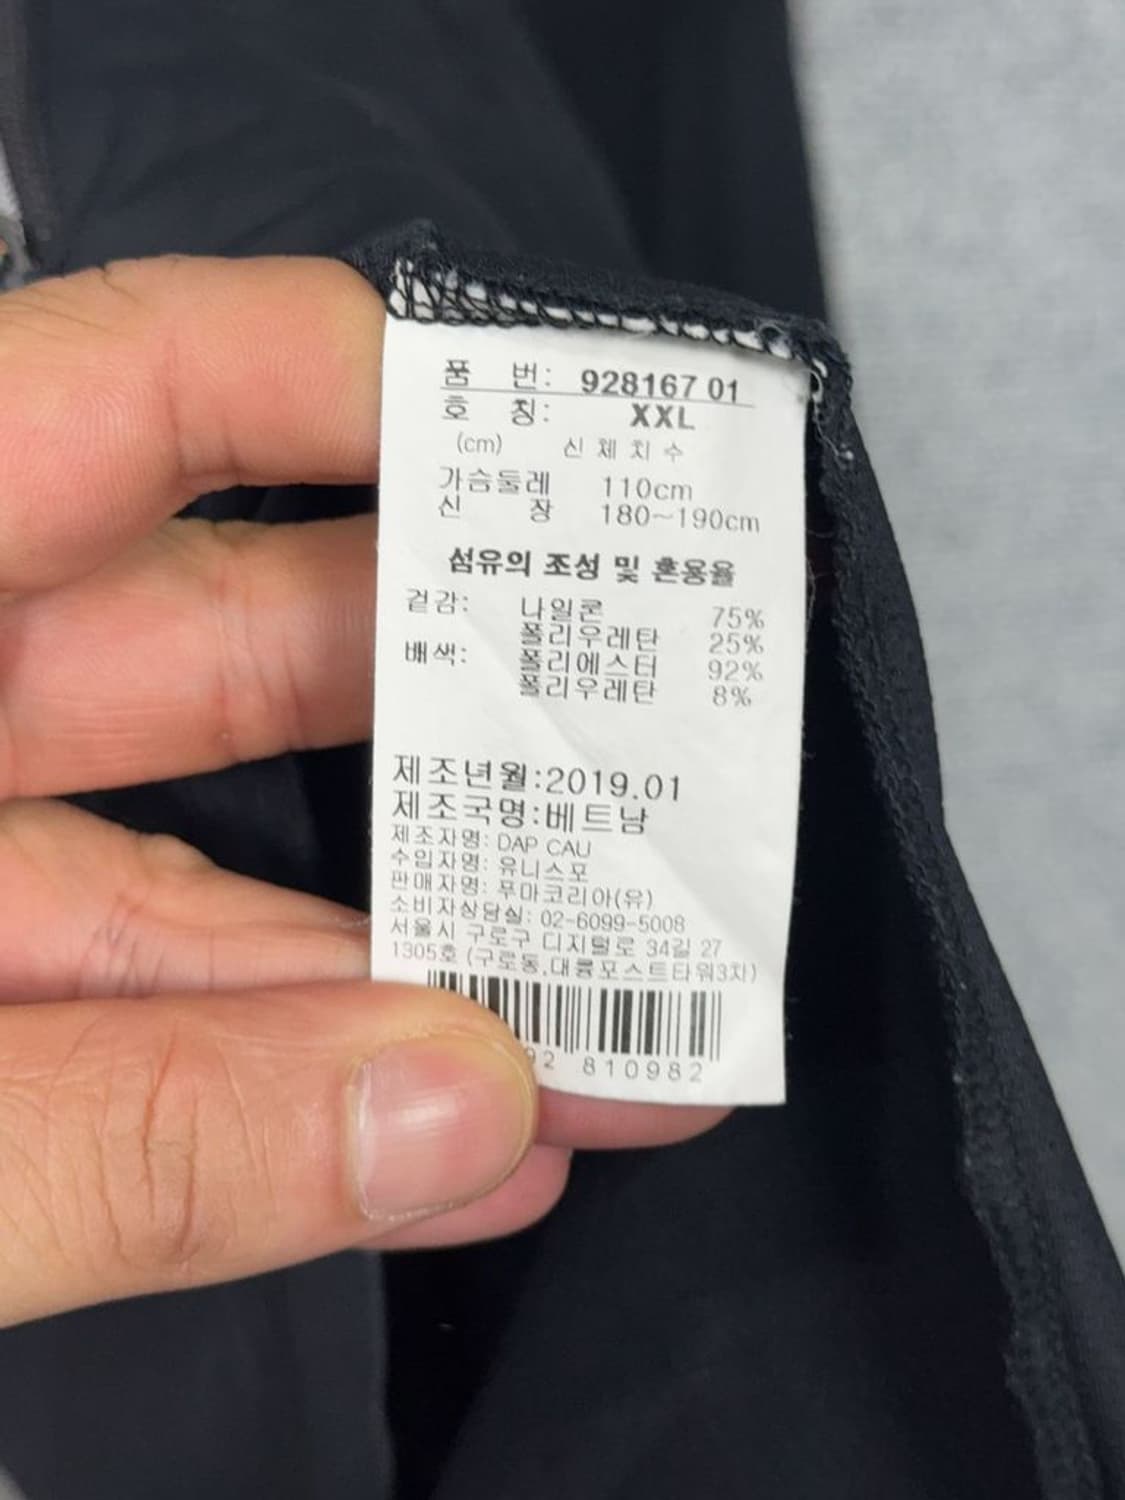 품 번: 928167 01
호 칭: XXL
(cm) 신체치수
가슴둘레 110cm
신 장 180~190cm
섬유의 조성 및 혼용율
겉감: 나일론 75%
폴리우레탄 25%
배색: 폴리에스터 92%
폴리우레탄 8%
제조년월:2019.01
제조국명:베트남
제조자명: DAP CAU
수입자명: 유니스포
판매자명: 푸마코리아(유)
소비자상담실: 02-6099-5008
서울시 구로구 디지털로 34길 27
1305호 (구로동,대륭포스트타워3차)
92 810982